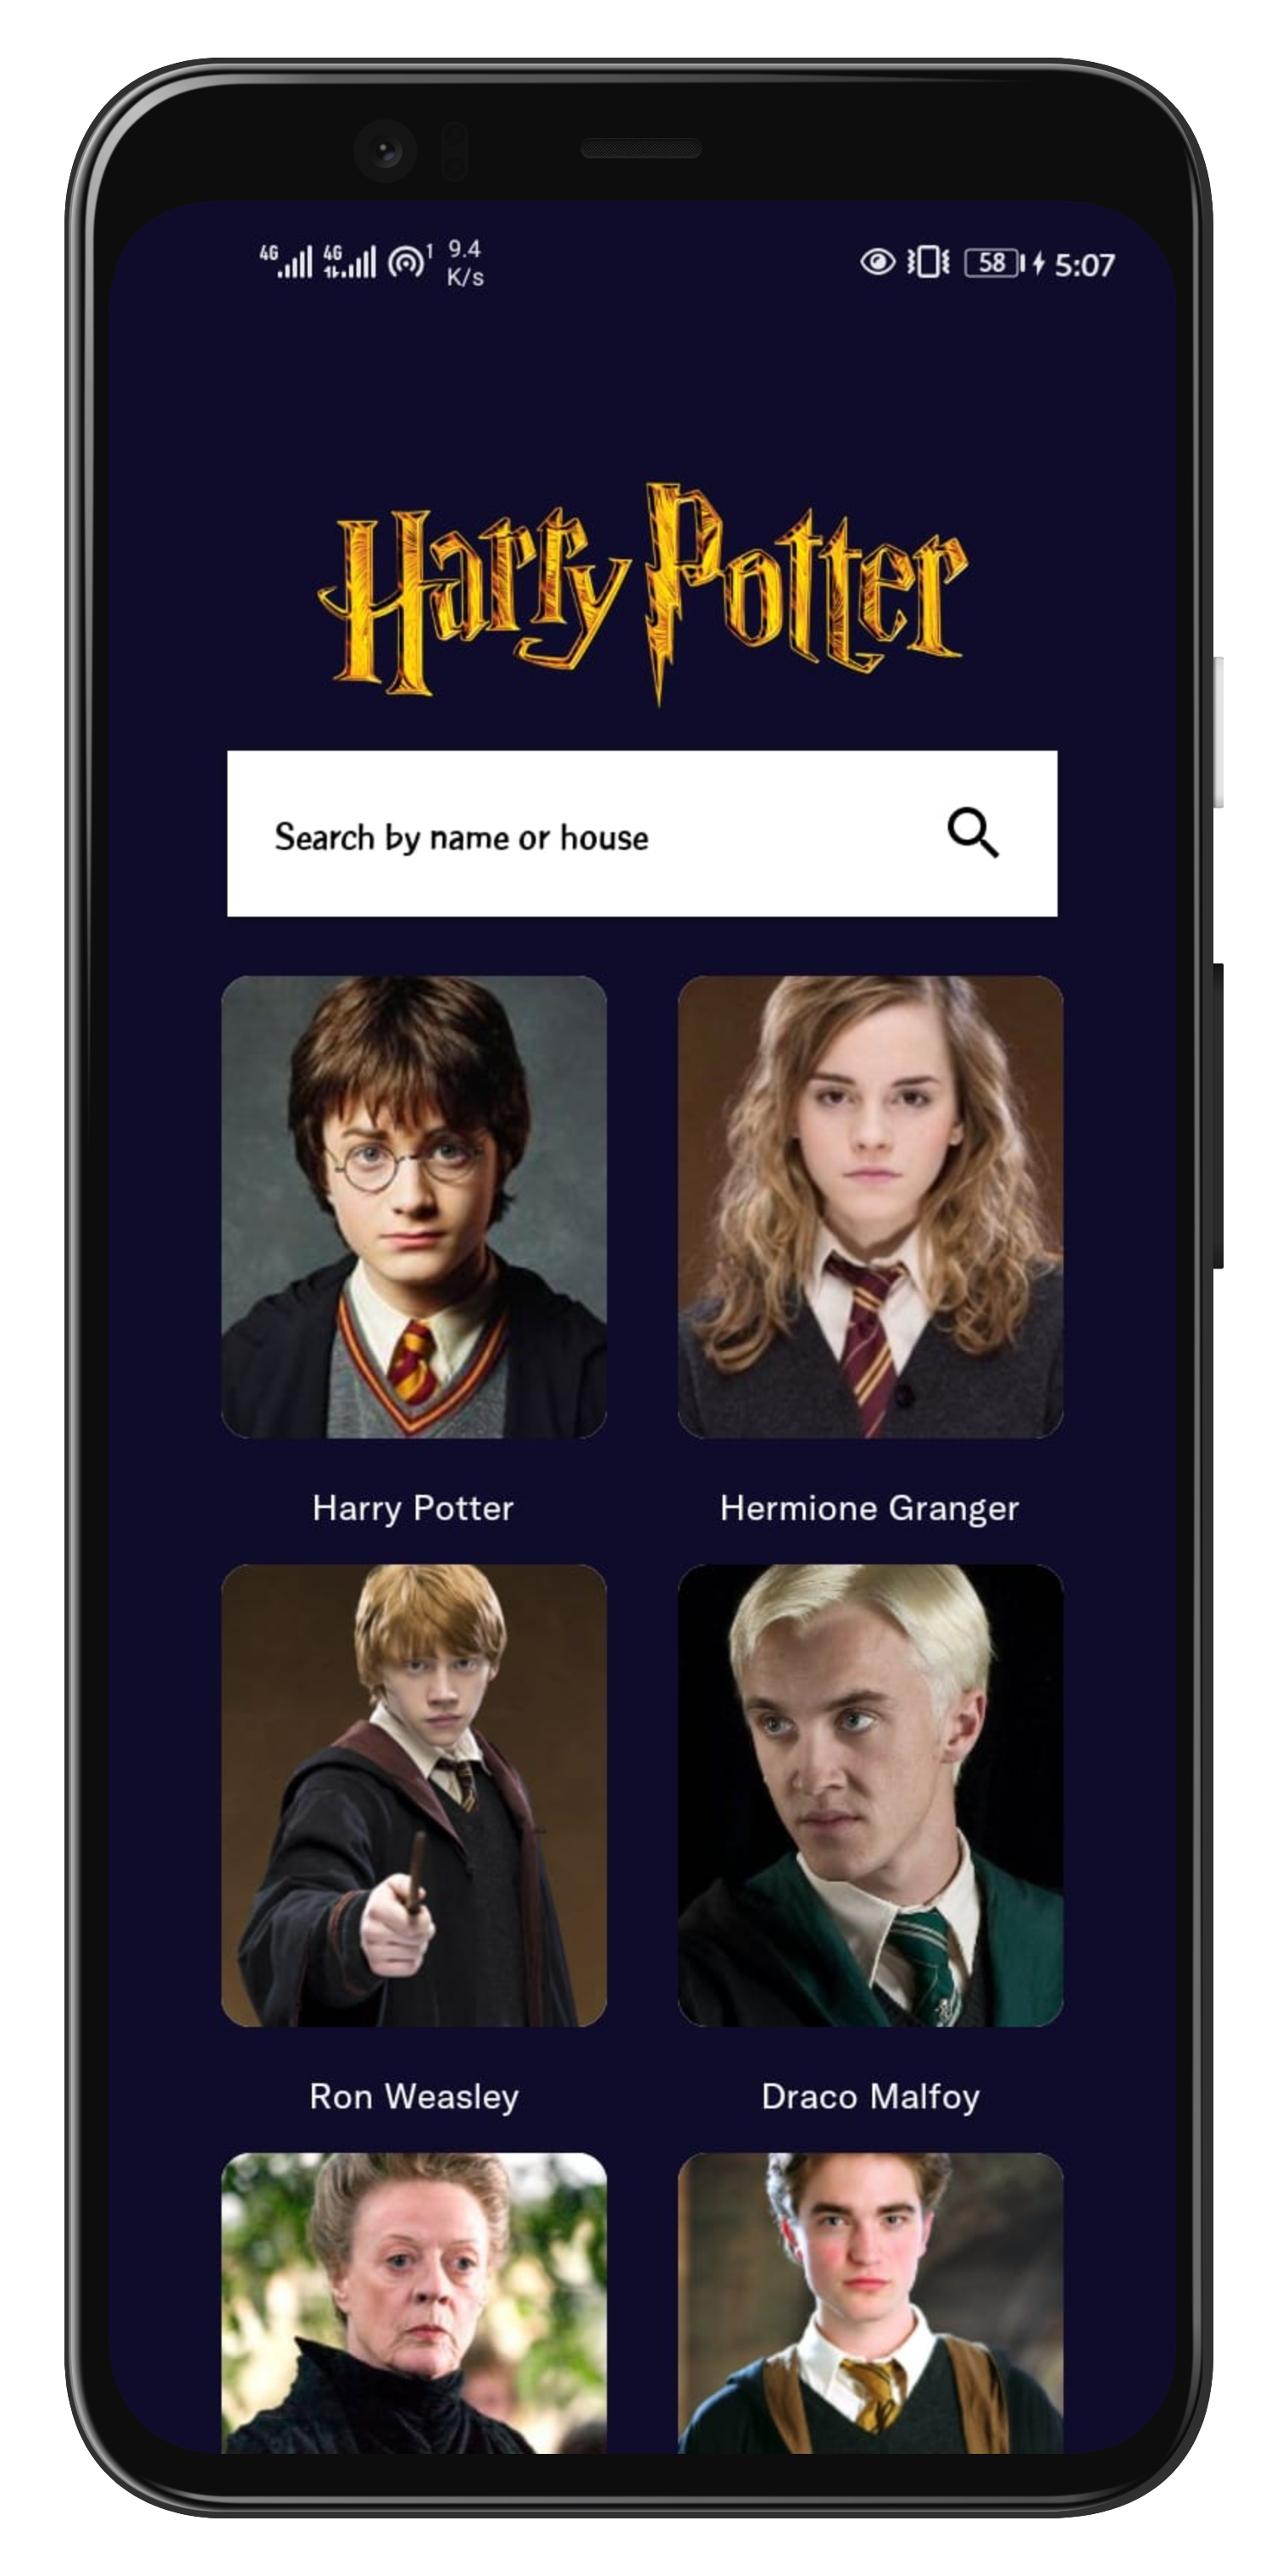 4G 4G 1 9.4
K/s
58 5:07
Harry Potter
Search by name or house
Harry Potter
Hermione Granger
Ron Weasley
Draco Malfoy